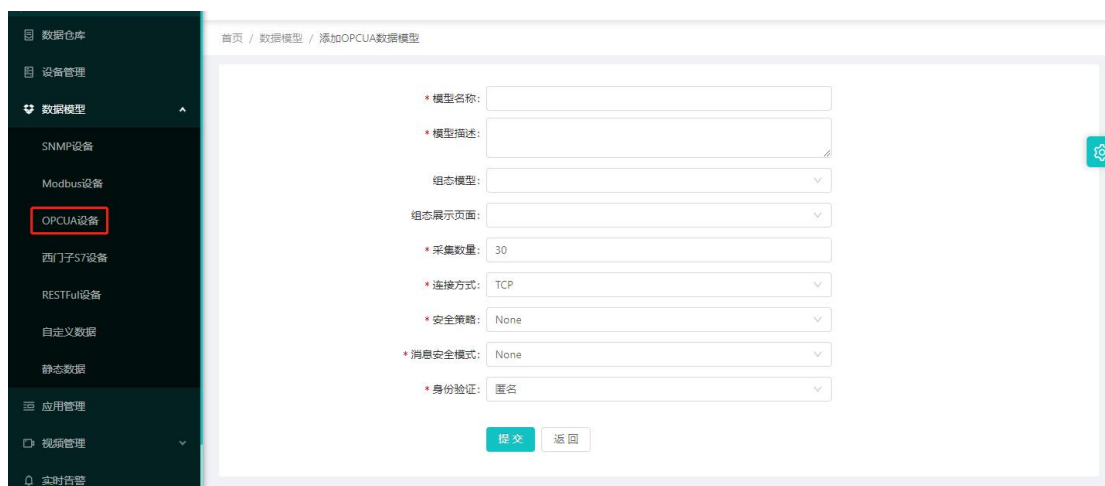 数据仓库
设备管理
数据模型
SNMP设备
Modbus设备
OPCUA设备
西门子S7设备
RESTFul设备
自定义数据
静态数据
应用管理
视频管理
实时告警
首页 / 数据模型 / 添加OPCUA数据模型
* 模型名称:
* 模型描述:
组态模型:
组态展示页面:
* 采集数量: 30
* 连接方式: TCP
* 安全策略: None
* 消息安全模式: None
* 身份验证: 匿名
提交 返回